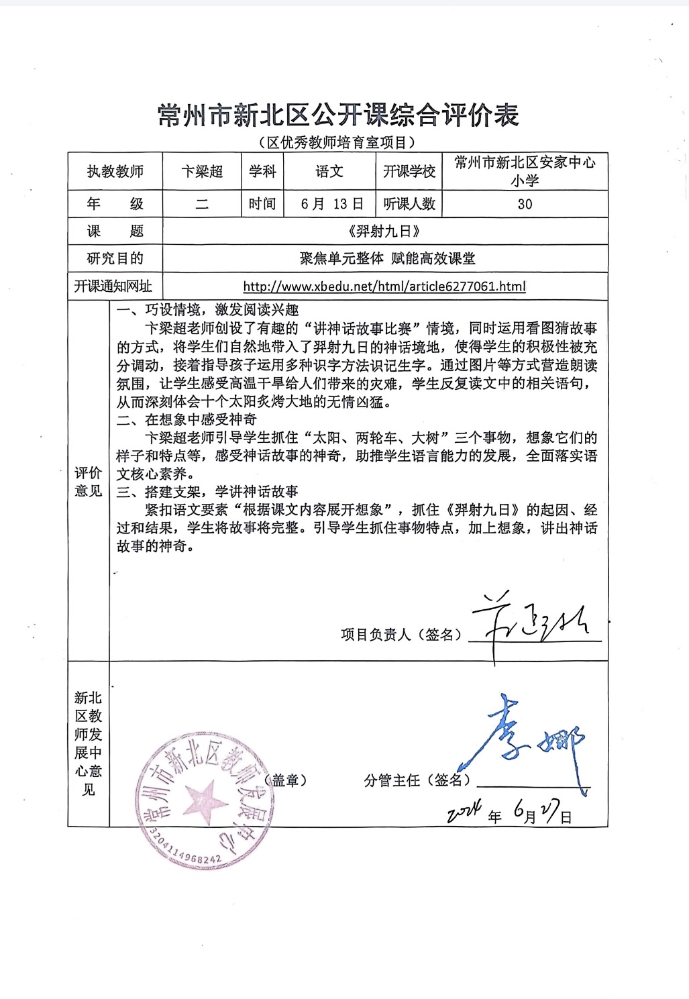 常州市新北区公开课综合评价表
（区优秀教师培育室项目）
执教教师 卞梁超 学科 语文 开课学校 常州市新北区安家中心
小学
年 级 二 时间 6月 13日 听课人数 30
课 题 《羿射九日》
研究目的 聚焦单元整体 赋能高效课堂
开课通知网址 http://www.xbedu.net/html/article6277061.html
评价
意见
一、巧设情境，激发阅读兴趣
卞梁超老师创设了有趣的“讲神话故事比赛”情境，同时运用看图猜故事
的方式，将学生们自然地带入了羿射九日的神话境地，使得学生的积极性被充
分调动，接着指导孩子运用多种识字方法识记生字。通过图片等方式营造朗读
氛围，让学生感受高温干旱给人们带来的灾难，学生反复读文中的相关语句，
从而深刻体会十个太阳炙烤大地的无情凶猛。
二、在想象中感受神奇
卞梁超老师引导学生抓住“太阳、两轮车、大树”三个事物，想象它们的
样子和特点等，感受神话故事的神奇，助推学生语言能力的发展，全面落实语
文核心素养。
三、搭建支架，学讲神话故事
紧扣语文要素“根据课文内容展开想象”，抓住《羿射九日》的起因、经
过和结果，学生将故事将完整。引导学生抓住事物特点，加上想象，讲出神话
故事的神奇。
项目负责人（签名）
新北
区教
师发
展中
心意
见
（盖章）
分管主任（签名） 李娜
2024 年 6月27日
常州市新北区教师发展中心
3204114968242